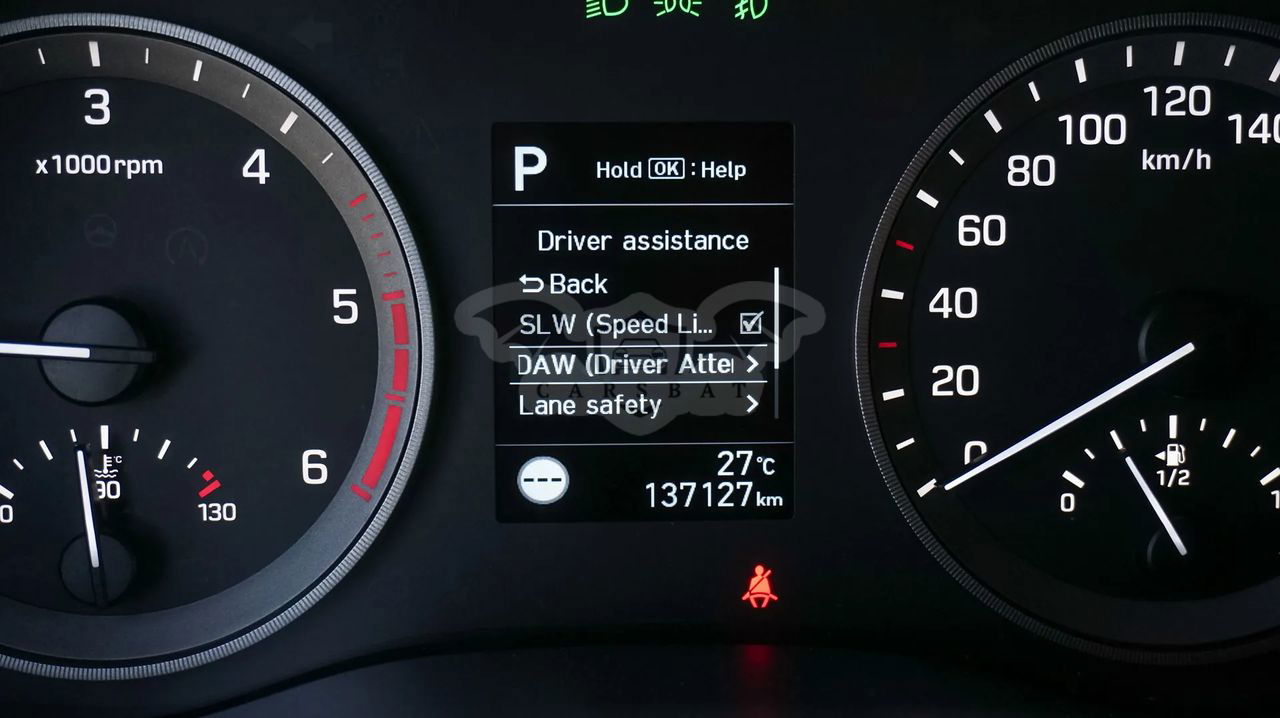 3
x1000rpm
4
5
6
°C
90
130
P Hold OK : Help
Driver assistance
Back
SLW (Speed Li...
DAW (Driver Atte
Lane safety
CARSBAT
27°C
137127km
0
20
40
60
80
100
120
km/h
0
1/2